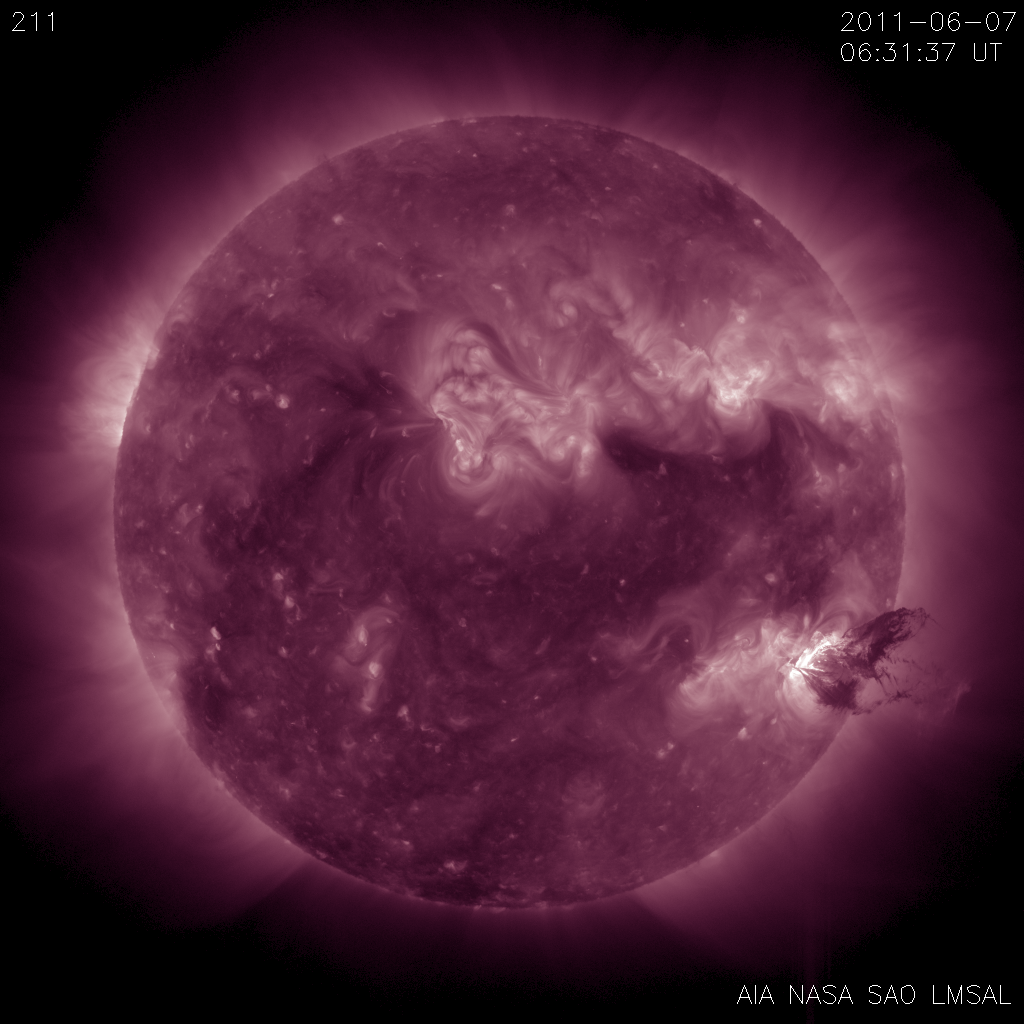 211
2011-06-07
06:31:37 UT
AIA NASA SAO LMSAL